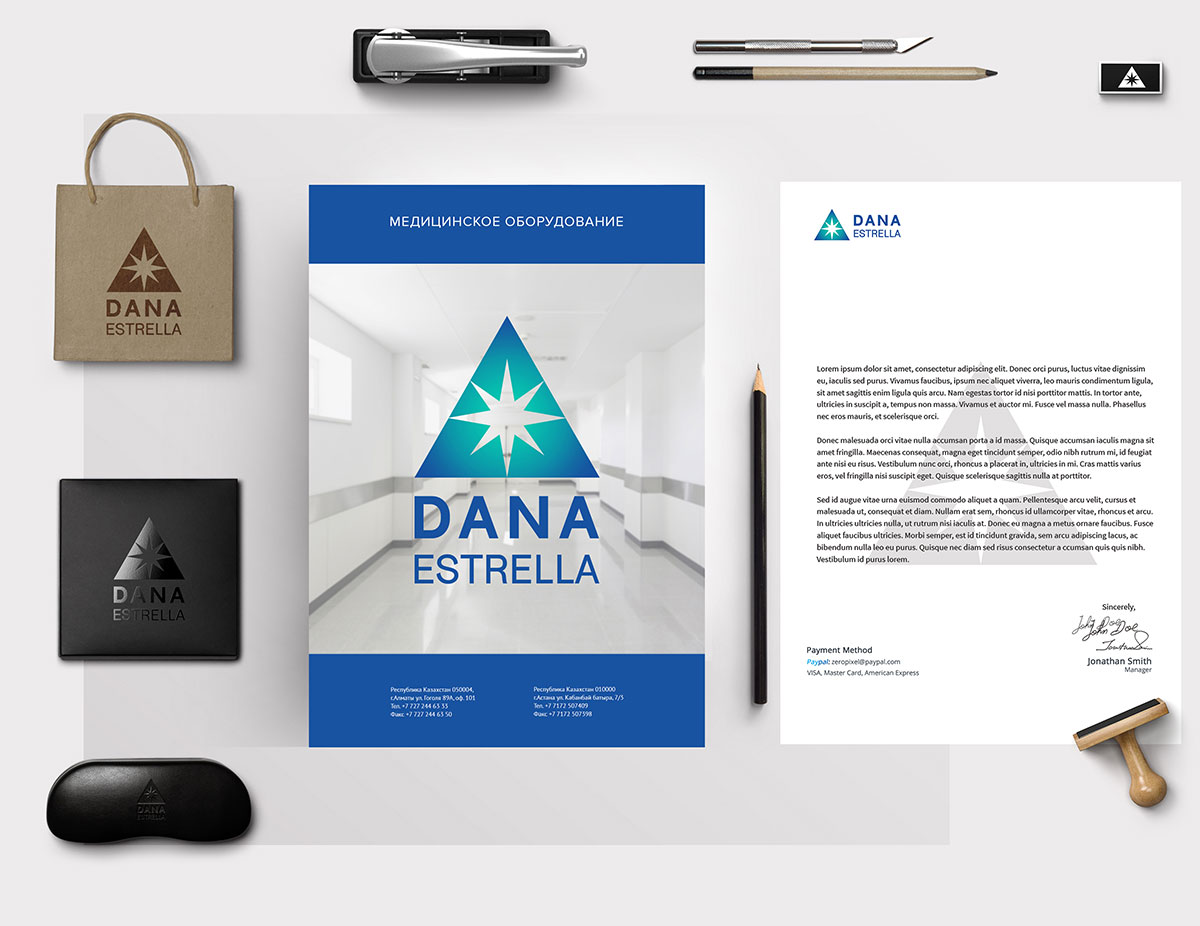 DANA
ESTRELLA
DANA
ESTRELLA
DANA
ESTRELLA
МЕДИЦИНСКОЕ ОБОРУДОВАНИЕ
DANA
ESTRELLA
Республика Казахстан 050004,
г.Алматы ул. Гоголя 89А, оф. 101
Тел. +7 727 244 63 33
Факс +7 727 244 63 50
Республика Казахстан 010000
г.Астана ул. Кабанбай батыра, 7/3
Тел. +7 7172 507409
Факс +7 7172 507398
DANA
ESTRELLA
Lorem ipsum dolor sit amet, consectetur adipiscing elit. Donec orci purus, luctus vitae dignissim
eu, iaculis sed purus. Vivamus faucibus, ipsum nec aliquet viverra, leo mauris condimentum ligula,
sit amet sagittis enim ligula quis arcu. Nam egestas tortor id nisi porttitor mattis. In tortor ante,
ultricies in suscipit a, tempus non massa. Vivamus et auctor mi. Fusce vel massa nulla. Phasellus
nec eros mauris, et scelerisque orci.
Donec malesuada orci vitae nulla accumsan porta a id massa. Quisque accumsan iaculis magna sit
amet fringilla. Maecenas consequat, magna eget tincidunt semper, odio nibh rutrum mi, id feugiat
ante nisi eu risus. Vestibulum nunc orci, rhoncus a placerat in, ultricies in mi. Cras mattis varius
eros, vel fringilla nisi suscipit eget. Quisque scelerisque sagittis nulla at porttitor.
Sed id augue vitae urna euismod commodo aliquet a quam. Pellentesque arcu velit, cursus et
malesuada ut, consequat et diam. Nullam erat sem, rhoncus id ullamcorper vitae, rhoncus et arcu.
In ultricies ultricies nulla, ut rutrum nisi iaculis at. Donec eu magna a metus ornare faucibus. Fusce
aliquet faucibus ultricies. Morbi semper, est id tincidunt gravida, sem arcu adipiscing lacus, ac
bibendum nulla leo eu purus. Quisque nec diam sed risus consectetur a ccumsan quis quis nibh.
Vestibulum id purus lorem.
Sincerely,
John Doe
Jonathan Smith
Manager
Payment Method
Paypal: zeropixel@paypal.com
VISA, Master Card, American Express